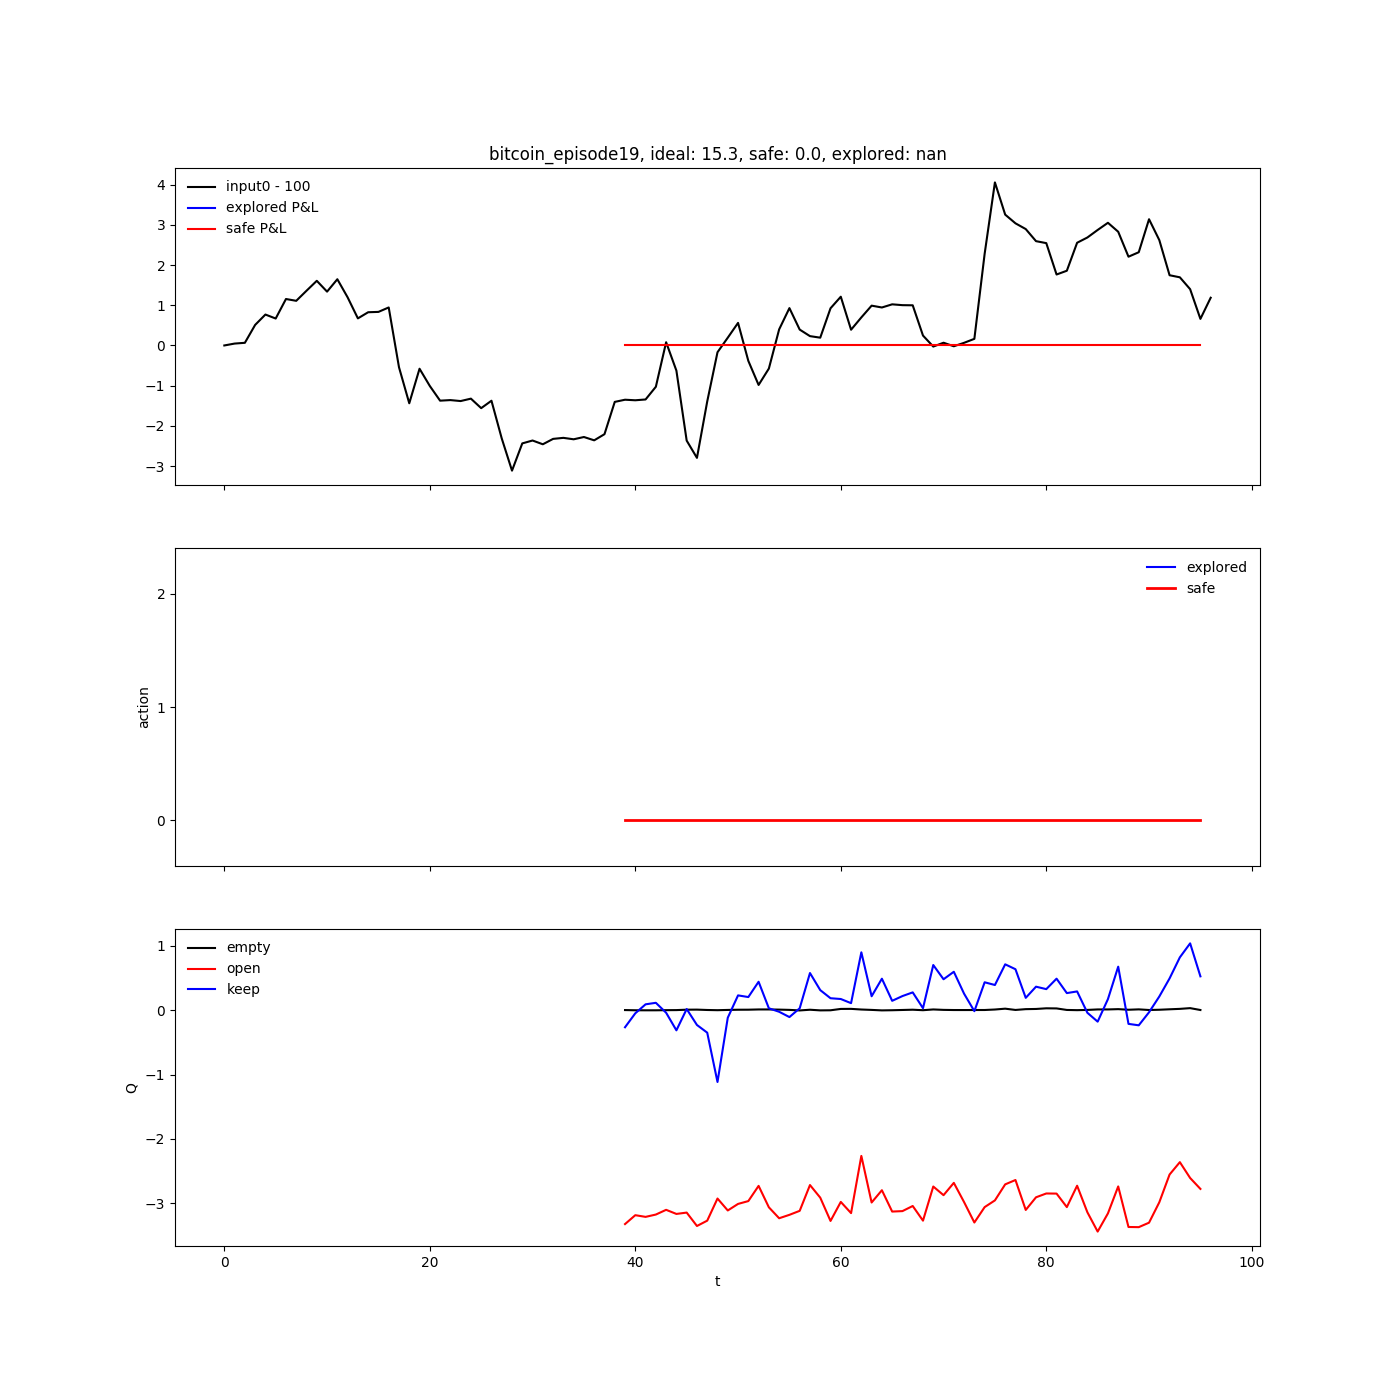 bitcoin_episode19, ideal: 15.3, safe: 0.0, explored: nan
input0 - 100
explored P&L
safe P&L
4
3
2
1
0
−1
−2
−3
explored
safe
2
1
0
action
empty
open
keep
1
0
−1
−2
−3
Q
0 20 40 60 80 100
t